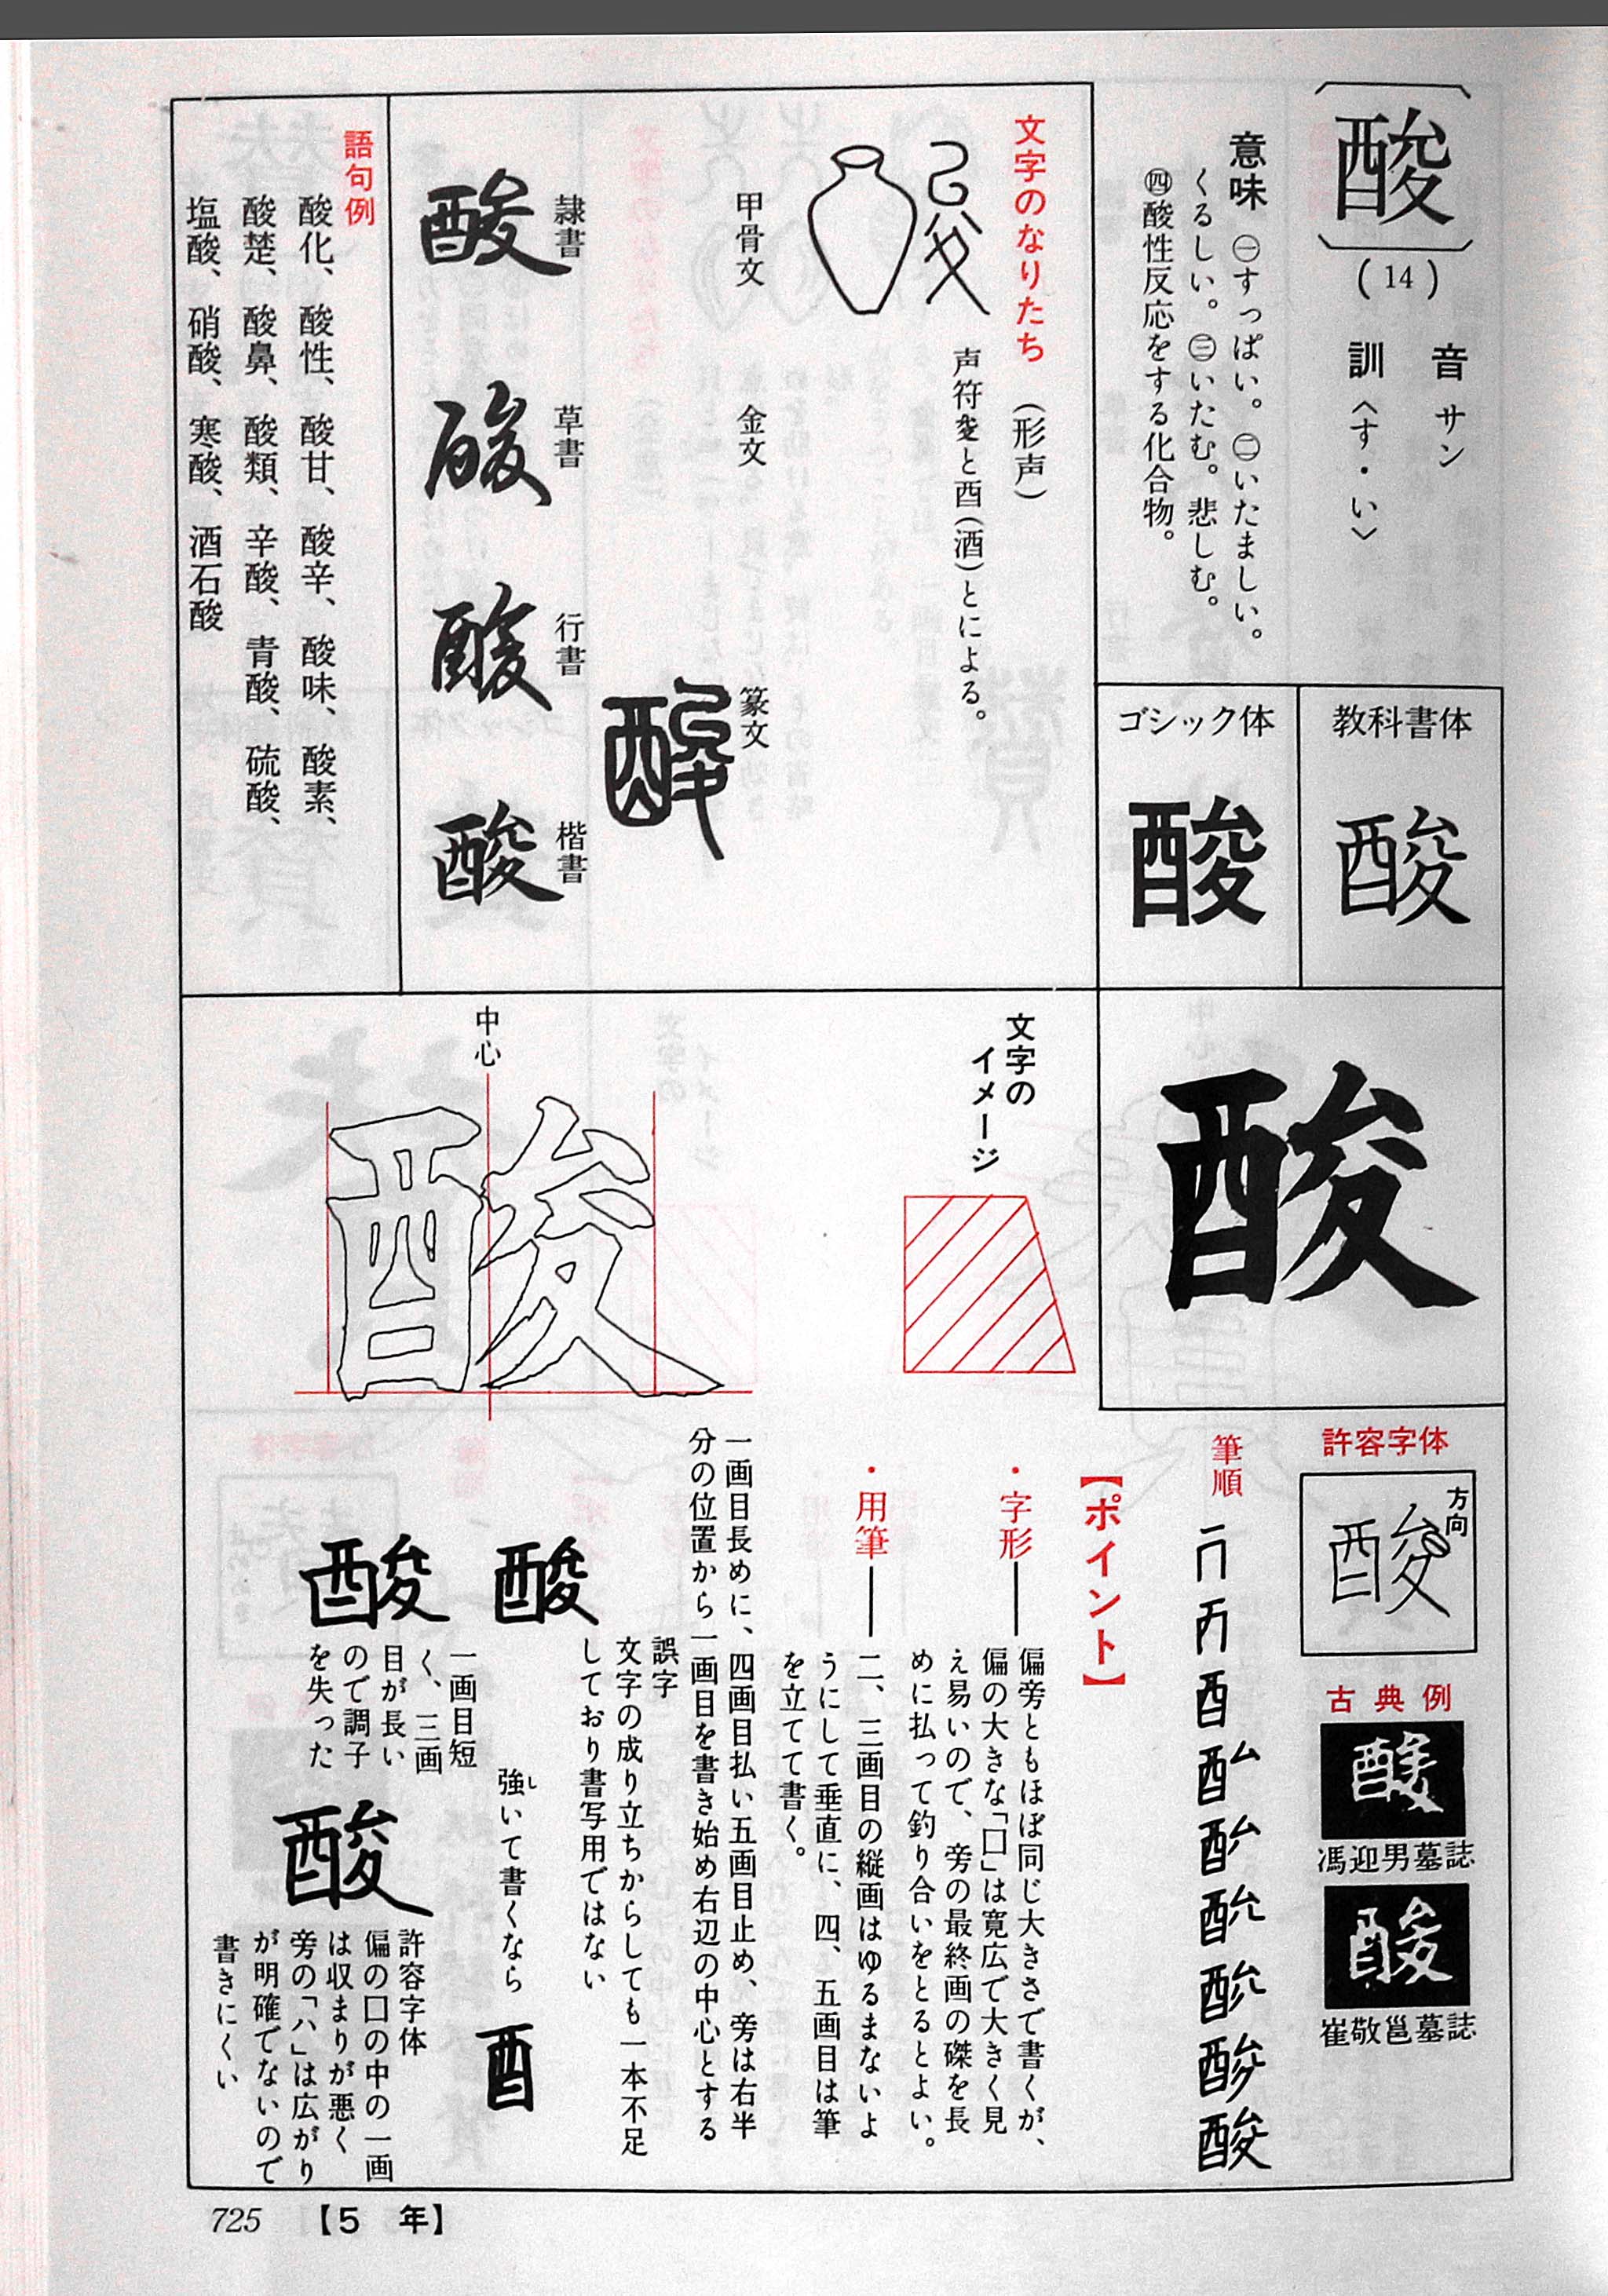 酸
(14)
音 サン
訓 〈す・い〉
意味 ㊀すっぱい。㊁いたましい。
くるしい。㊂いたむ。悲しむ。
㊃酸性反応をする化合物。
教科書体
酸
ゴシック体
酸
文字のなりたち (形声)
声符夋と酉(酒)とによる。
甲骨文
金文
篆文
酸
隷書
酸
草書
酸
行書
酸
楷書
酸
語句例
酸化、酸性、酸甘、酸辛、酸味、酸素、
酸楚、酸鼻、酸類、辛酸、青酸、硫酸、
塩酸、硝酸、寒酸、酒石酸
酸
文字の
イメージ
中心
酸
許容字体
方向
酸
古典例
酸
馮迎男墓誌
酸
崔敬邕墓誌
筆順
酸
【ポイント】
・字形――偏旁ともほぼ同じ大きさで書くが、
偏の大きな「口」は寛広で大きく見
え易いので、旁の最終画の磔を長
めに払って釣り合いをとるとよい。
・用筆――二、三画目の縦画はゆるまないよ
うにして垂直に、四、五画目は筆
を立てて書く。
一画目長めに、四画目払い五画目止め、旁は右半
分の位置から一画目を書き始め右辺の中心とする
誤字
文字の成り立ちからしても一本不足
しており書写用ではない
酸
強いて書くなら
し
酉
酸
一画目短
く、三画
目が長い
ので調子
を失った
酸
許容字体
偏の口の中の一画
は収まりが悪く
旁の「ハ」は広がり
が明確でないので
書きにくい
725 【5 年】